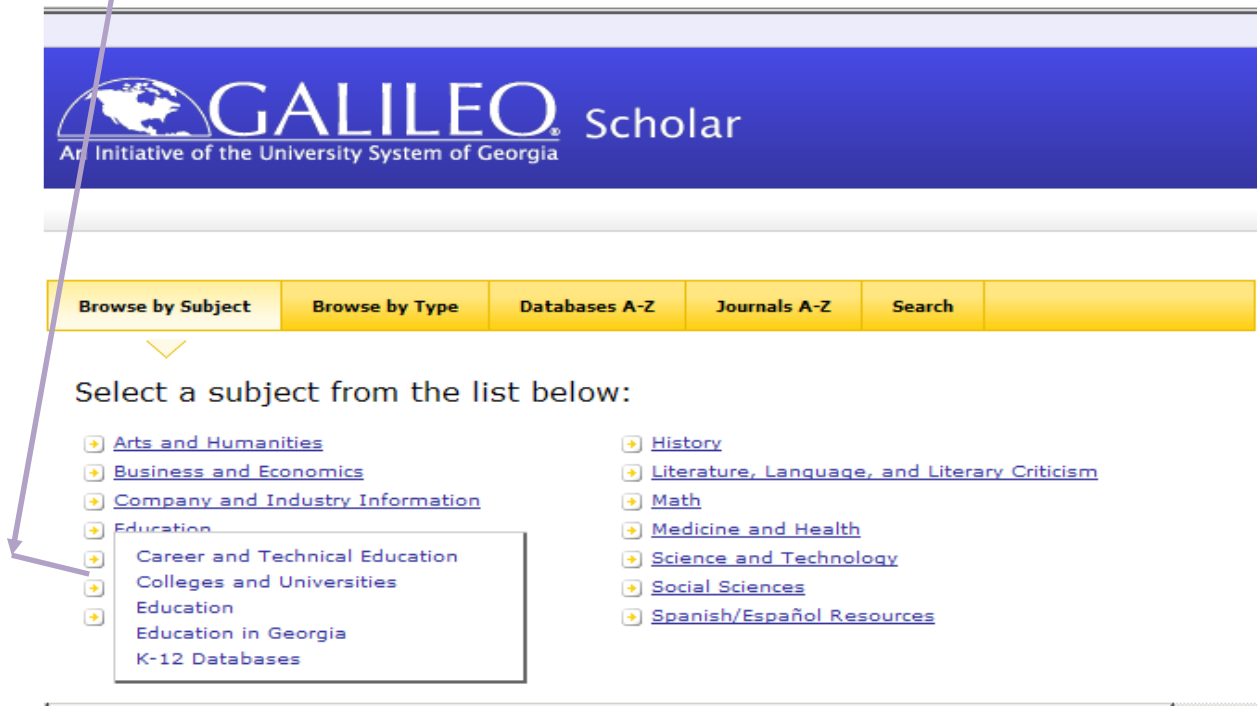 GALILEO® Scholar
An Initiative of the University System of Georgia
Browse by Subject Browse by Type Databases A-Z Journals A-Z Search
Select a subject from the list below:
Arts and Humanities
Business and Economics
Company and Industry Information
Education
Career and Technical Education
Colleges and Universities
Education
Education in Georgia
K-12 Databases
History
Literature, Language, and Literary Criticism
Math
Medicine and Health
Science and Technology
Social Sciences
Spanish/Español Resources